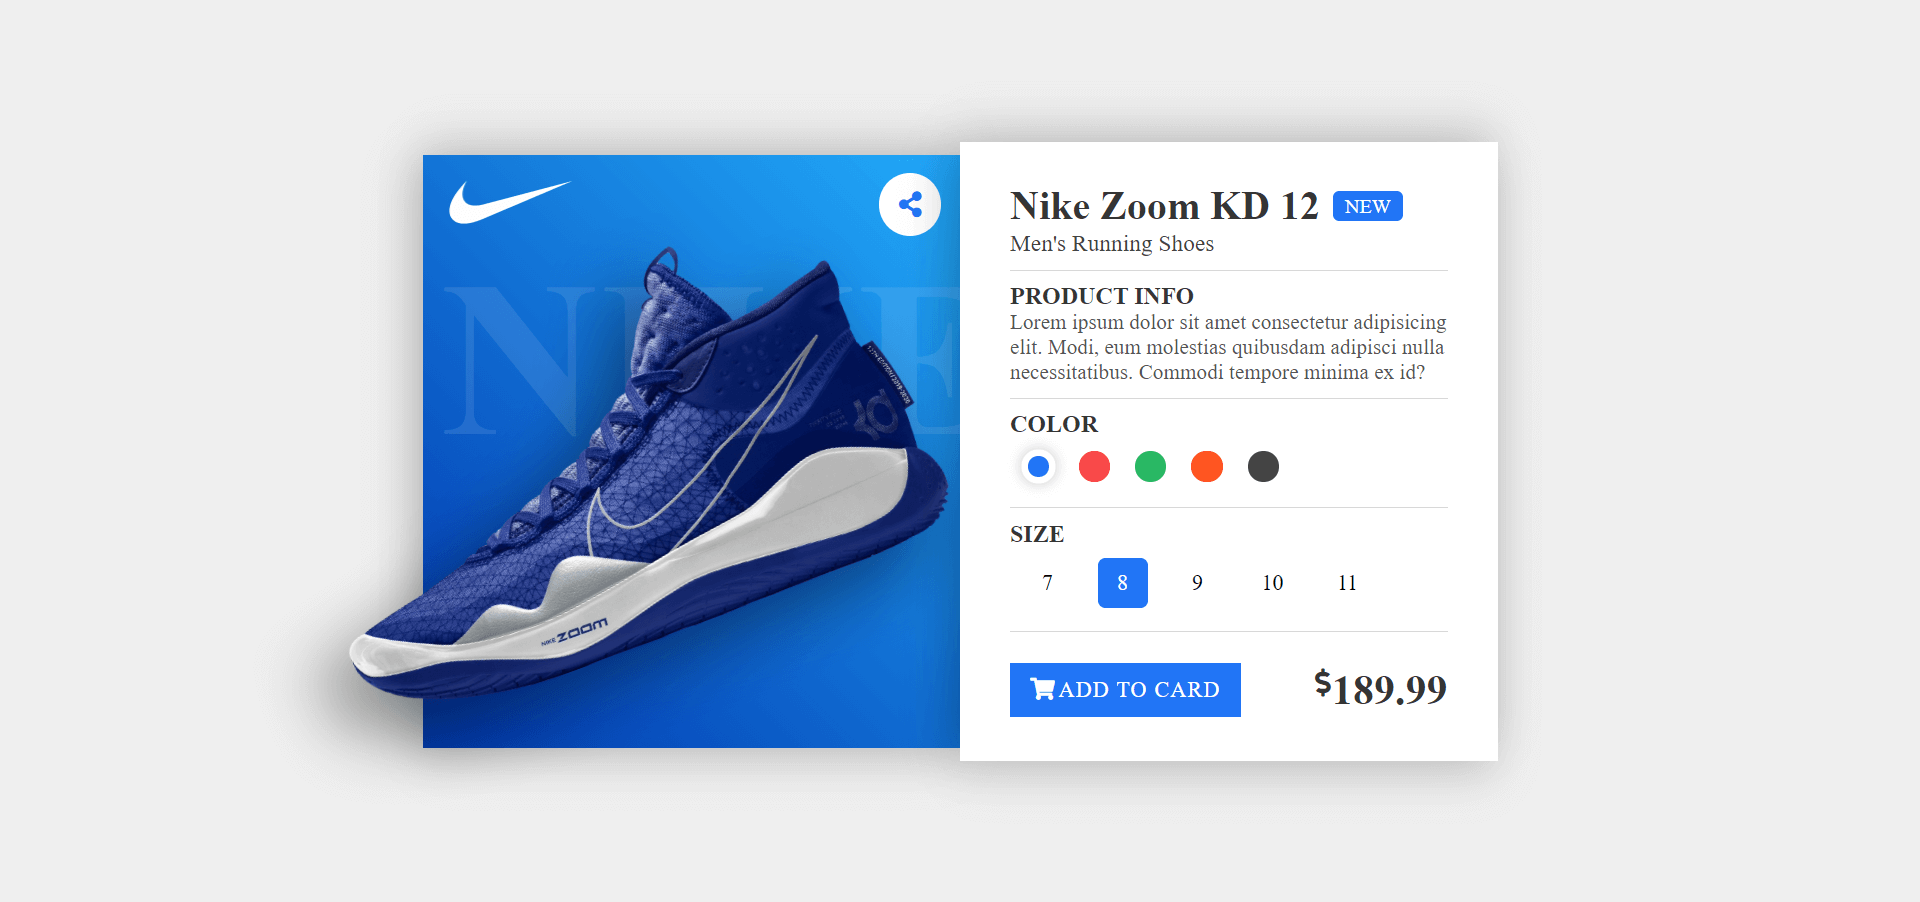 NIKE
NIKE ZOOM
Nike Zoom KD 12 NEW
Men's Running Shoes
PRODUCT INFO
Lorem ipsum dolor sit amet consectetur adipisicing
elit. Modi, eum molestias quibusdam adipisci nulla
necessitatibus. Commodi tempore minima ex id?
COLOR
SIZE
7 8 9 10 11
ADD TO CARD $189.99